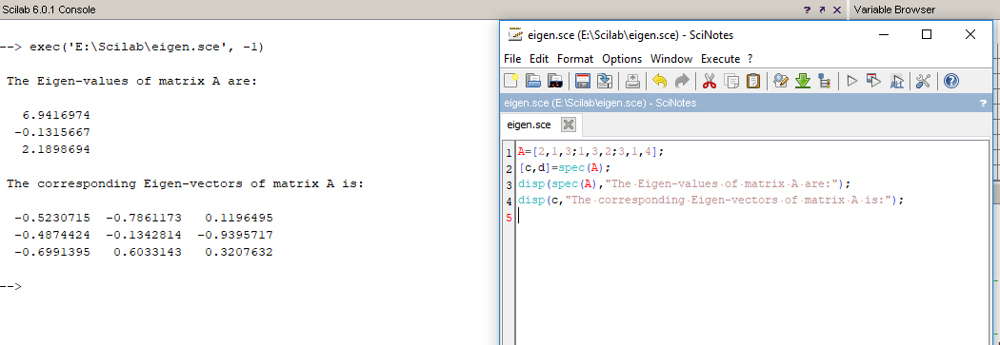 Scilab 6.0.1 Console
? ↗ ✕
Variable Browser
--> exec('E:\Scilab\eigen.sce', -1)
The Eigen-values of matrix A are:
6.9416974
-0.1315667
2.1898694
The corresponding Eigen-vectors of matrix A is:
-0.5230715 -0.7861173 0.1196495
-0.4874424 -0.1342814 -0.9395717
-0.6991395 0.6033143 0.3207632
-->
eigen.sce (E:\Scilab\eigen.sce) - SciNotes
File Edit Format Options Window Execute ?
eigen.sce (E:\Scilab\eigen.sce) - SciNotes ?
eigen.sce
1 A=[2,1,3;1,3,2;3,1,4];
2 [c,d]=spec(A);
3 disp(spec(A),"The·Eigen-values·of·matrix·A·are:");
4 disp(c,"The·corresponding·Eigen-vectors·of·matrix·A·is:");
5